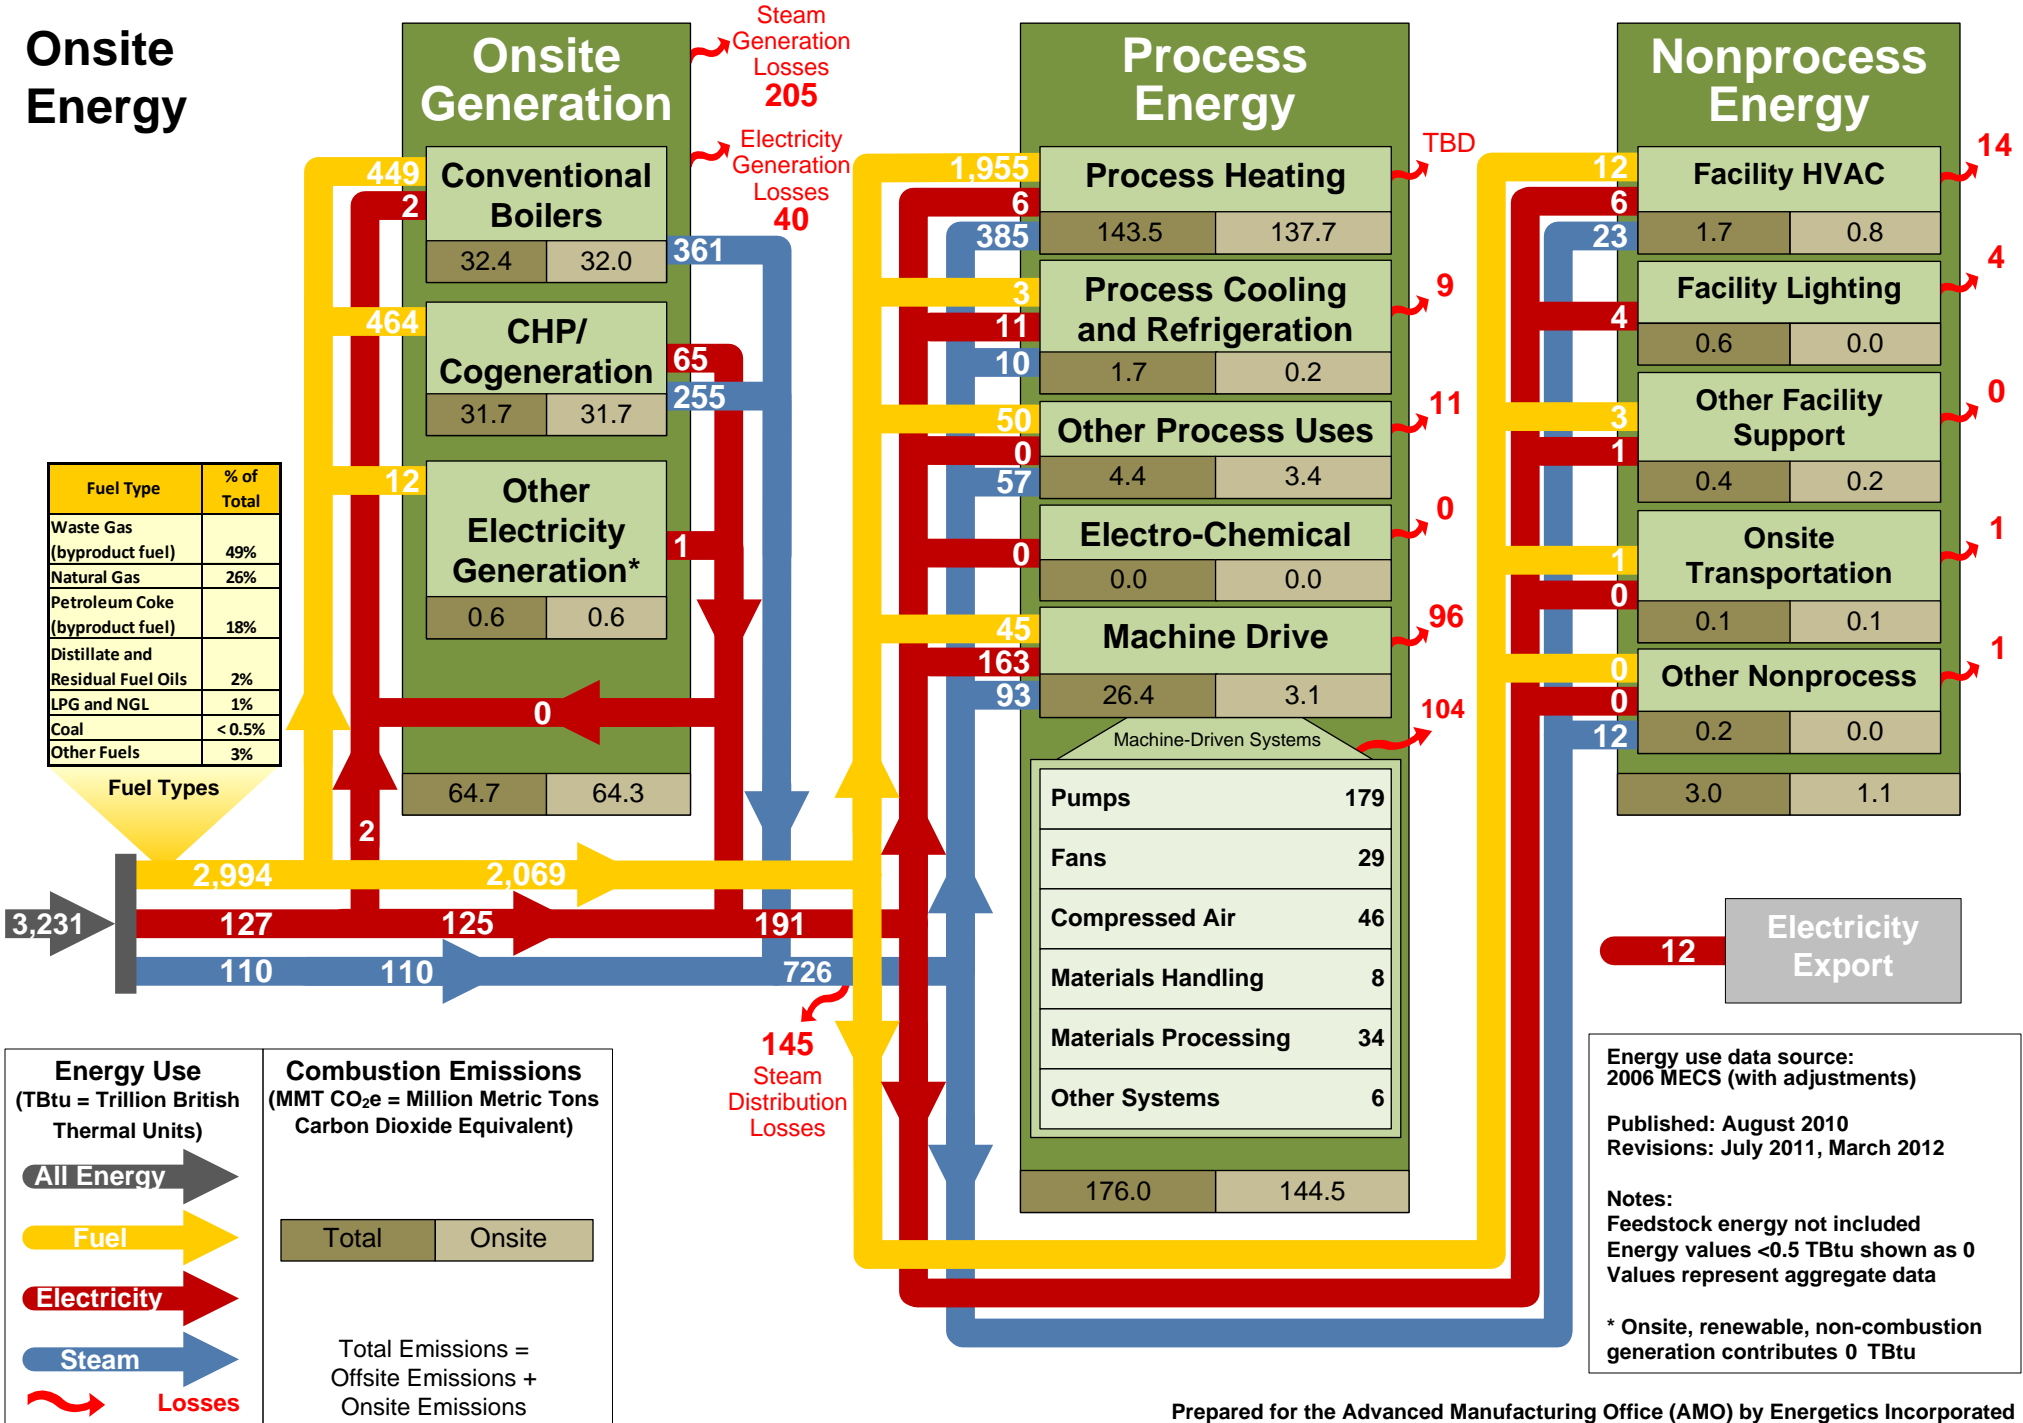 Onsite
Energy
Onsite
Generation
Steam
Generation
Losses
205
Electricity
Generation
Losses
40
449
2
Conventional
Boilers
32.4 32.0
361
464
CHP/
Cogeneration
31.7 31.7
65
255
12
Other
Electricity
Generation*
0.6 0.6
1
0
64.7 64.3
Fuel Type % of Total
Waste Gas
(byproduct fuel) 49%
Natural Gas 26%
Petroleum Coke
(byproduct fuel) 18%
Distillate and
Residual Fuel Oils 2%
LPG and NGL 1%
Coal < 0.5%
Other Fuels 3%
Fuel Types
2
3,231
2,994 2,069
127 125 191
110 110 726
145
Steam
Distribution
Losses
Process
Energy
1,955
6
385
Process Heating
143.5 137.7
TBD
3
11
10
Process Cooling
and Refrigeration
1.7 0.2
9
50
0
57
Other Process Uses
4.4 3.4
11
0
Electro-Chemical
0.0 0.0
0
45
163
93
Machine Drive
26.4 3.1
96
Machine-Driven Systems
104
Pumps 179
Fans 29
Compressed Air 46
Materials Handling 8
Materials Processing 34
Other Systems 6
176.0 144.5
Nonprocess
Energy
12
6
23
Facility HVAC
1.7 0.8
14
4
Facility Lighting
0.6 0.0
4
3
1
Other Facility
Support
0.4 0.2
0
1
0
Onsite
Transportation
0.1 0.1
1
0
0
12
Other Nonprocess
0.2 0.0
1
3.0 1.1
12
Electricity
Export
Energy Use
(TBtu = Trillion British
Thermal Units)
All Energy
Fuel
Electricity
Steam
Losses
Combustion Emissions
(MMT CO₂e = Million Metric Tons
Carbon Dioxide Equivalent)
Total Onsite
Total Emissions =
Offsite Emissions +
Onsite Emissions
Energy use data source:
2006 MECS (with adjustments)
Published: August 2010
Revisions: July 2011, March 2012
Notes:
Feedstock energy not included
Energy values <0.5 TBtu shown as 0
Values represent aggregate data
* Onsite, renewable, non-combustion
generation contributes 0 TBtu
Prepared for the Advanced Manufacturing Office (AMO) by Energetics Incorporated